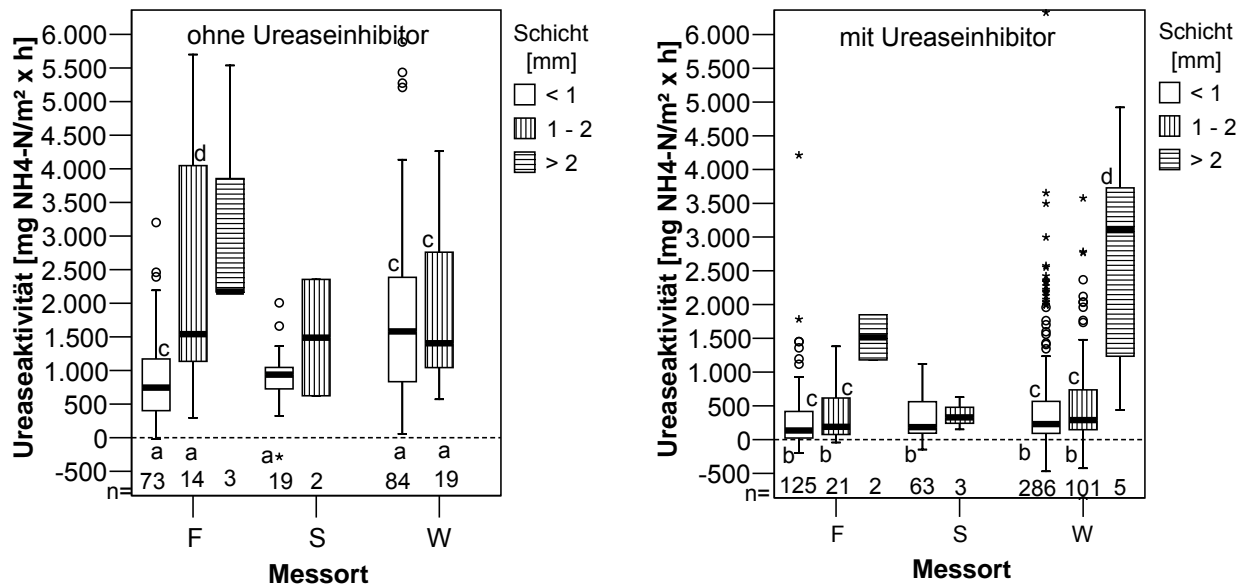 ohne Ureaseinhibitor
Ureaseaktivität [mg NH4-N/m² x h]
6.000
5.500
5.000
4.500
4.000
3.500
3.000
2.500
2.000
1.500
1.000
500
0
-500
Schicht
[mm]
< 1
1 - 2
> 2
c d c c
a a a* a a
n= 73 14 3 19 2 84 19
F S W
Messort
mit Ureaseinhibitor
Ureaseaktivität [mg NH4-N/m² x h]
6.000
5.500
5.000
4.500
4.000
3.500
3.000
2.500
2.000
1.500
1.000
500
0
-500
Schicht
[mm]
< 1
1 - 2
> 2
c c c c d
b b b b b
n= 125 21 2 63 3 286 101 5
F S W
Messort